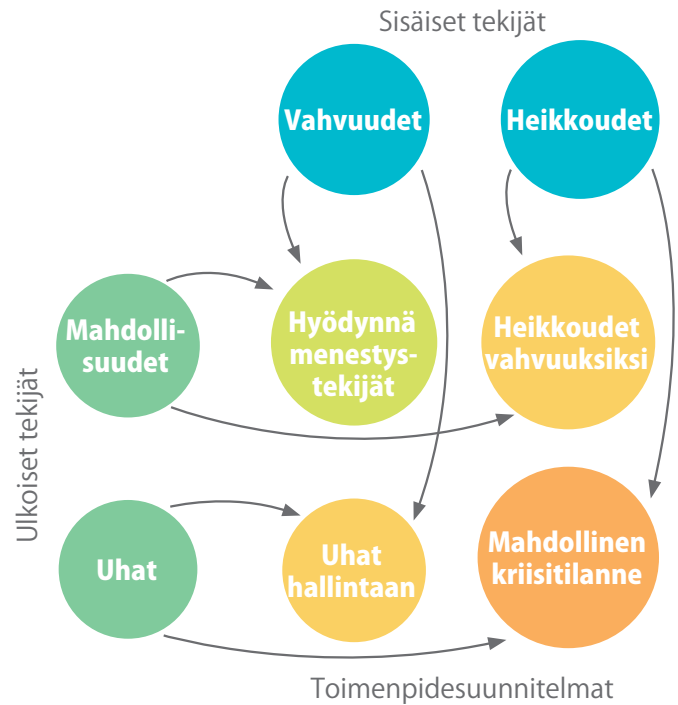 Sisäiset tekijät
Vahvuudet
Heikkoudet
Ulkoiset tekijät
Mahdolli-
suudet
Hyödynnä
menestys-
tekijät
Heikkoudet
vahvuuksiksi
Uhat
Uhat
hallintaan
Mahdollinen
kriisitilanne
Toimenpidesuunnitelmat